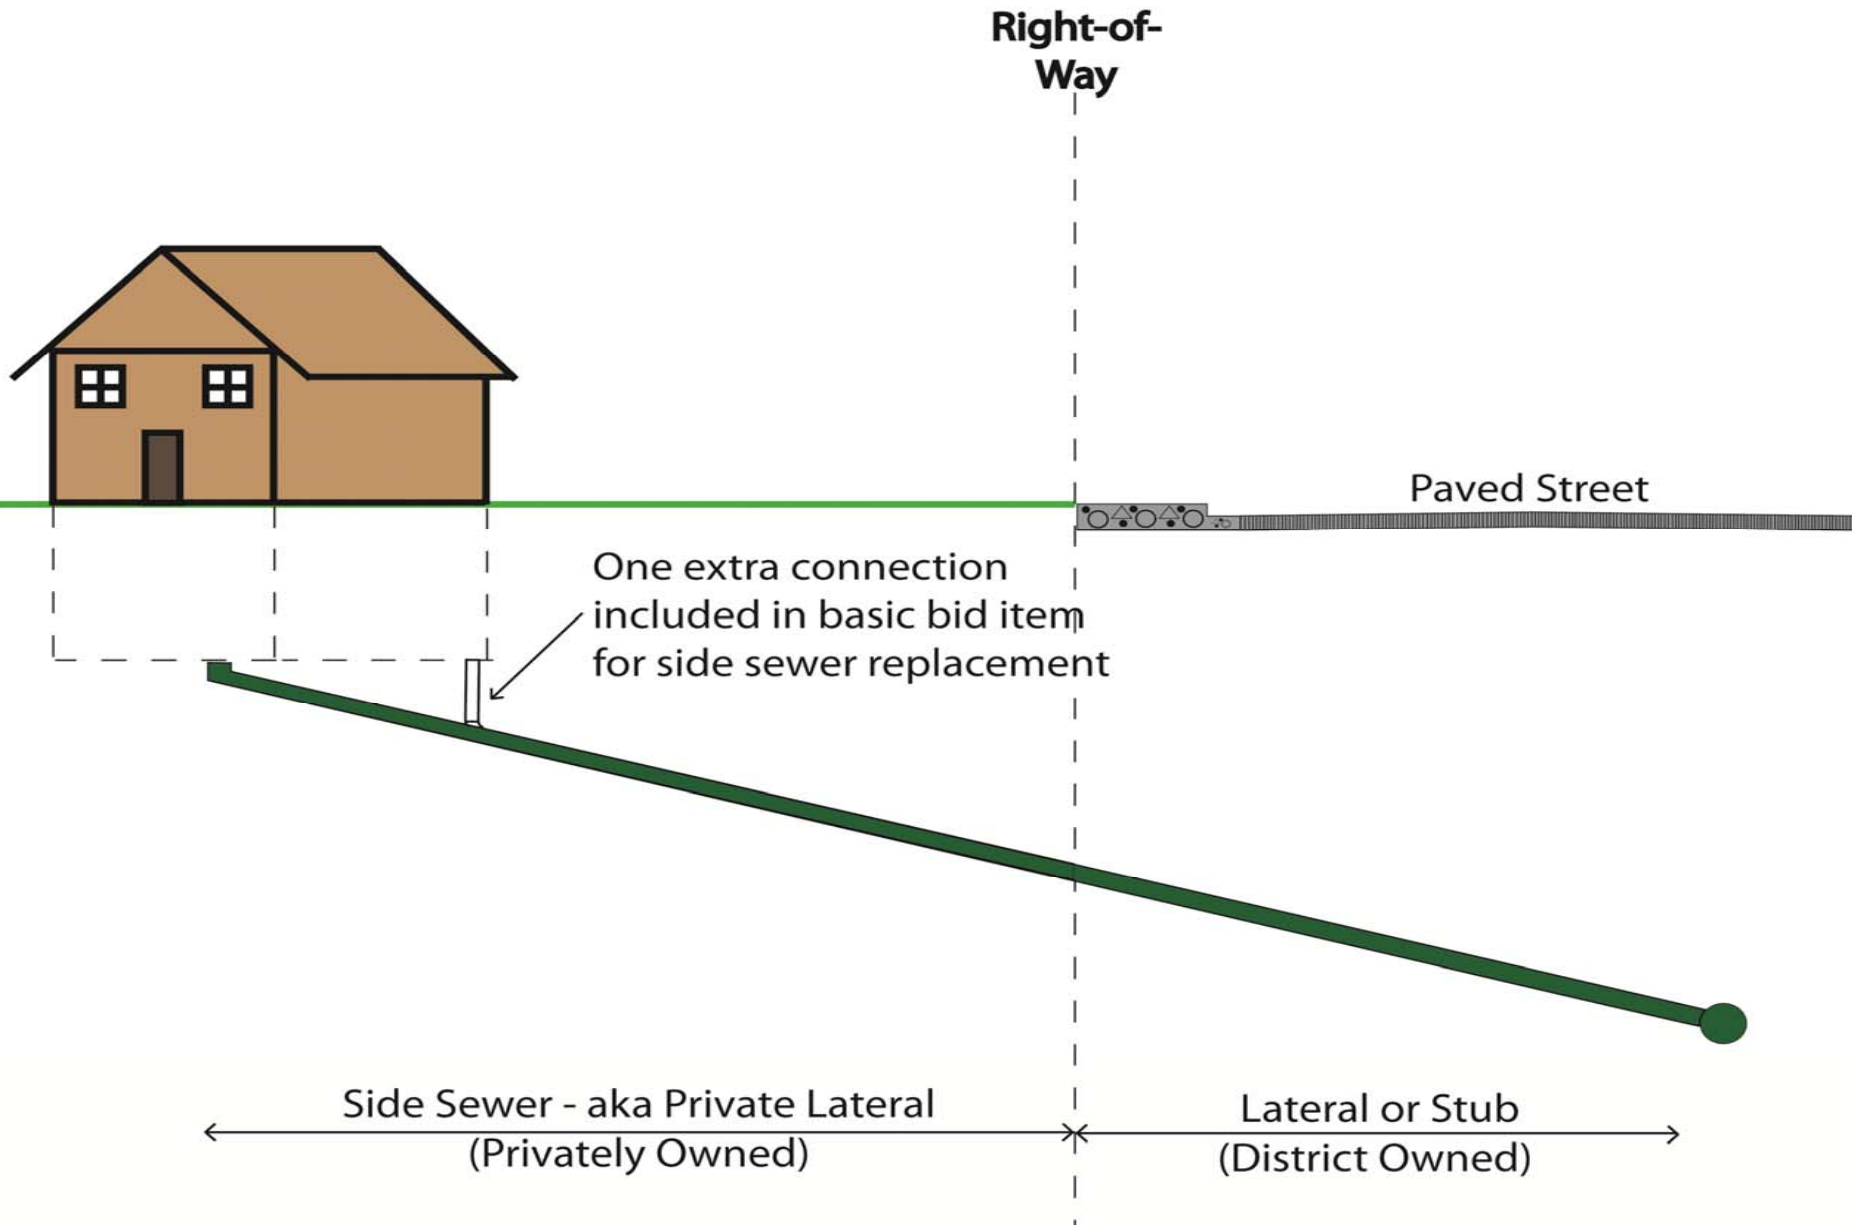 Right-of-
Way
Paved Street
One extra connection
included in basic bid item
for side sewer replacement
Side Sewer - aka Private Lateral
(Privately Owned)
Lateral or Stub
(District Owned)